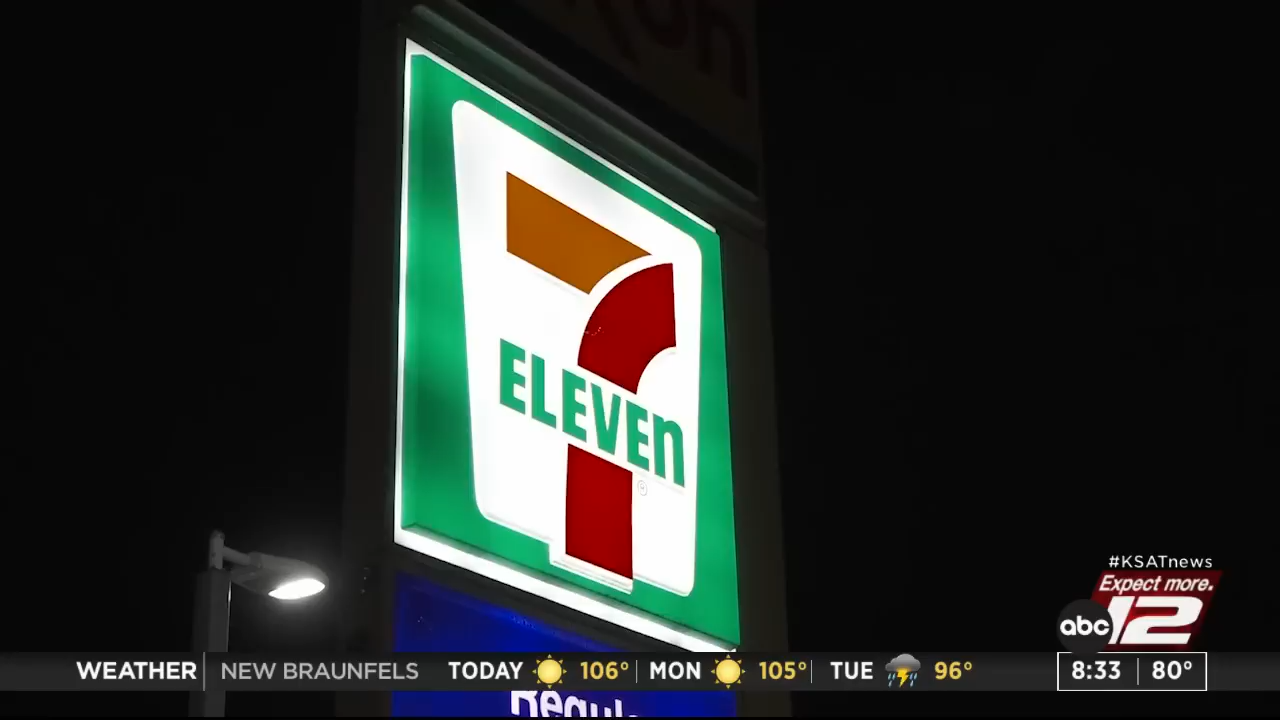 7
ELEVEn
®
#KSATnews
Expect more.
abc 12
WEATHER NEW BRAUNFELS TODAY 106° MON 105° TUE 96° 8:33 80°